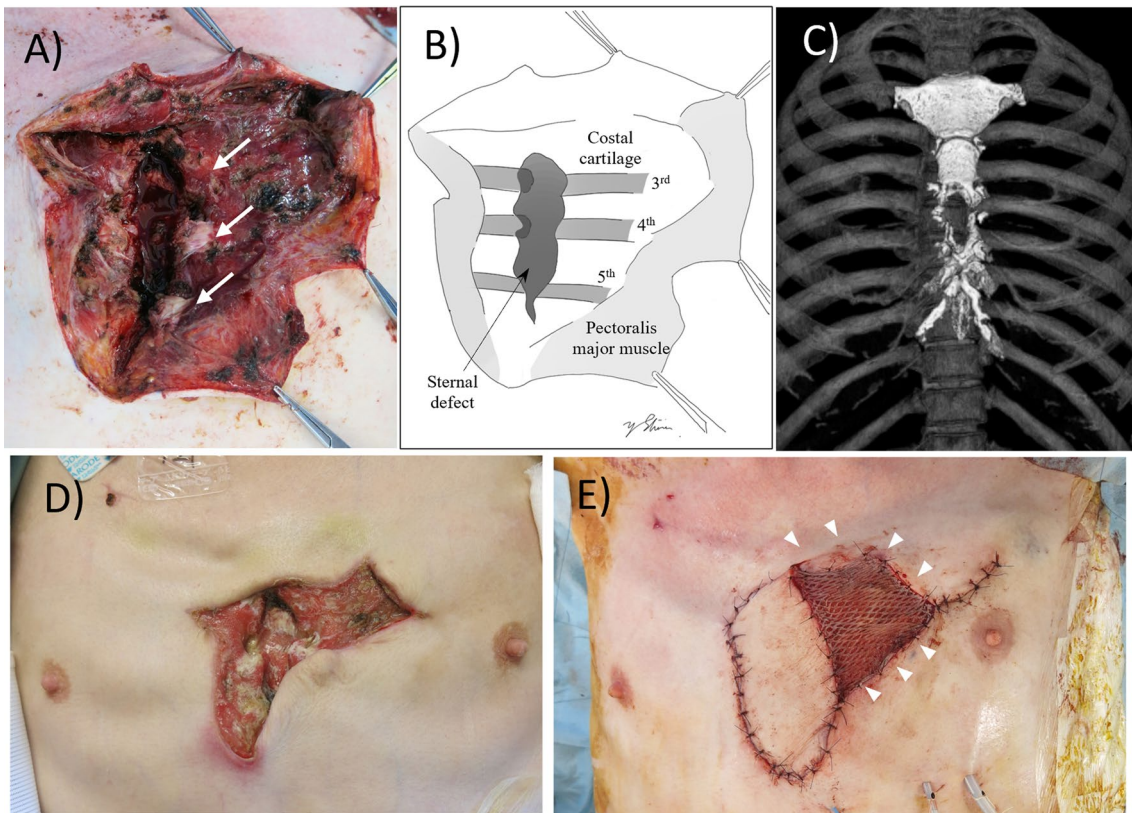 A)
B)
C)
Costal
cartilage
3rd
4th
5th
Pectoralis
major muscle
Sternal
defect
D)
E)